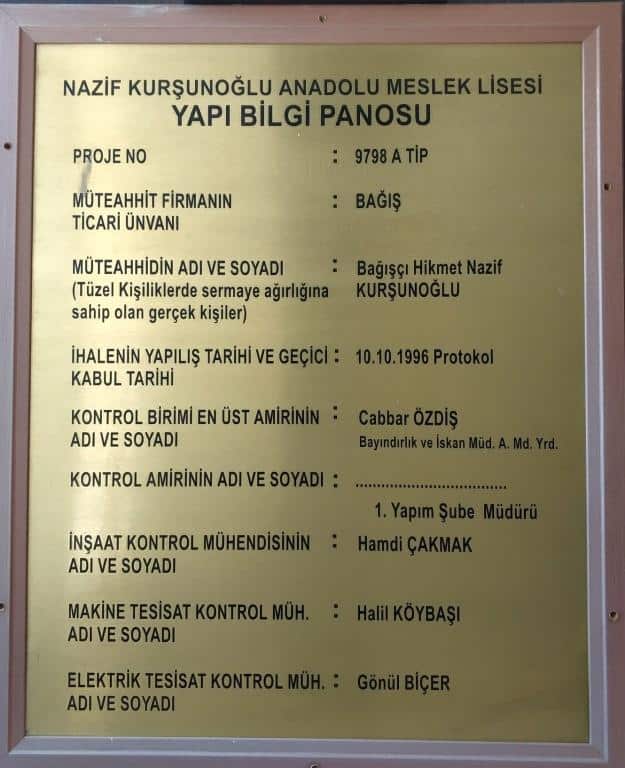 NAZİF KURŞUNOĞLU ANADOLU MESLEK LİSESİ
YAPI BİLGİ PANOSU
PROJE NO : 9798 A TİP
MÜTEAHHİT FİRMANIN : BAĞIŞ
TİCARİ ÜNVANI
MÜTEAHHİDİN ADI VE SOYADI : Bağışçı Hikmet Nazif
(Tüzel Kişiliklerde sermaye ağırlığına KURŞUNOĞLU
sahip olan gerçek kişiler)
İHALENİN YAPILIŞ TARİHİ VE GEÇİCİ : 10.10.1996 Protokol
KABUL TARİHİ
KONTROL BİRİMİ EN ÜST AMİRİNİN : Cabbar ÖZDİŞ
ADI VE SOYADI Bayındırlık ve İskan Müd. A. Md. Yrd.
KONTROL AMİRİNİN ADI VE SOYADI : ...................................
1. Yapım Şube Müdürü
İNŞAAT KONTROL MÜHENDİSİNİN : Hamdi ÇAKMAK
ADI VE SOYADI
MAKİNE TESİSAT KONTROL MÜH. : Halil KÖYBAŞI
ADI VE SOYADI
ELEKTRİK TESİSAT KONTROL MÜH. : Gönül BİÇER
ADI VE SOYADI